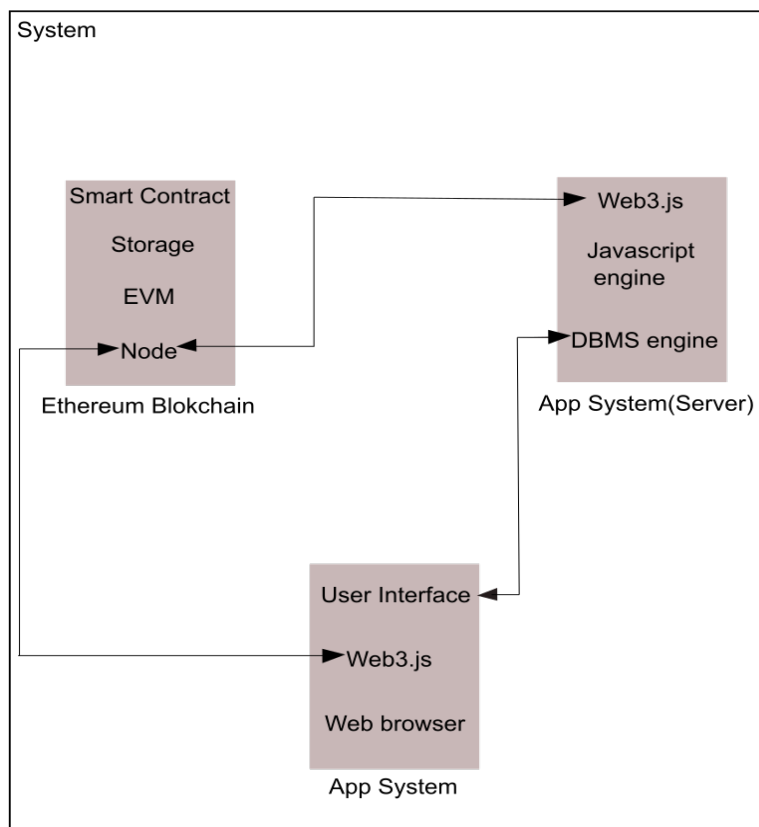 System
Smart Contract
Storage
EVM
Node
Ethereum Blokchain
Web3.js
Javascript
engine
DBMS engine
App System(Server)
User Interface
Web3.js
Web browser
App System